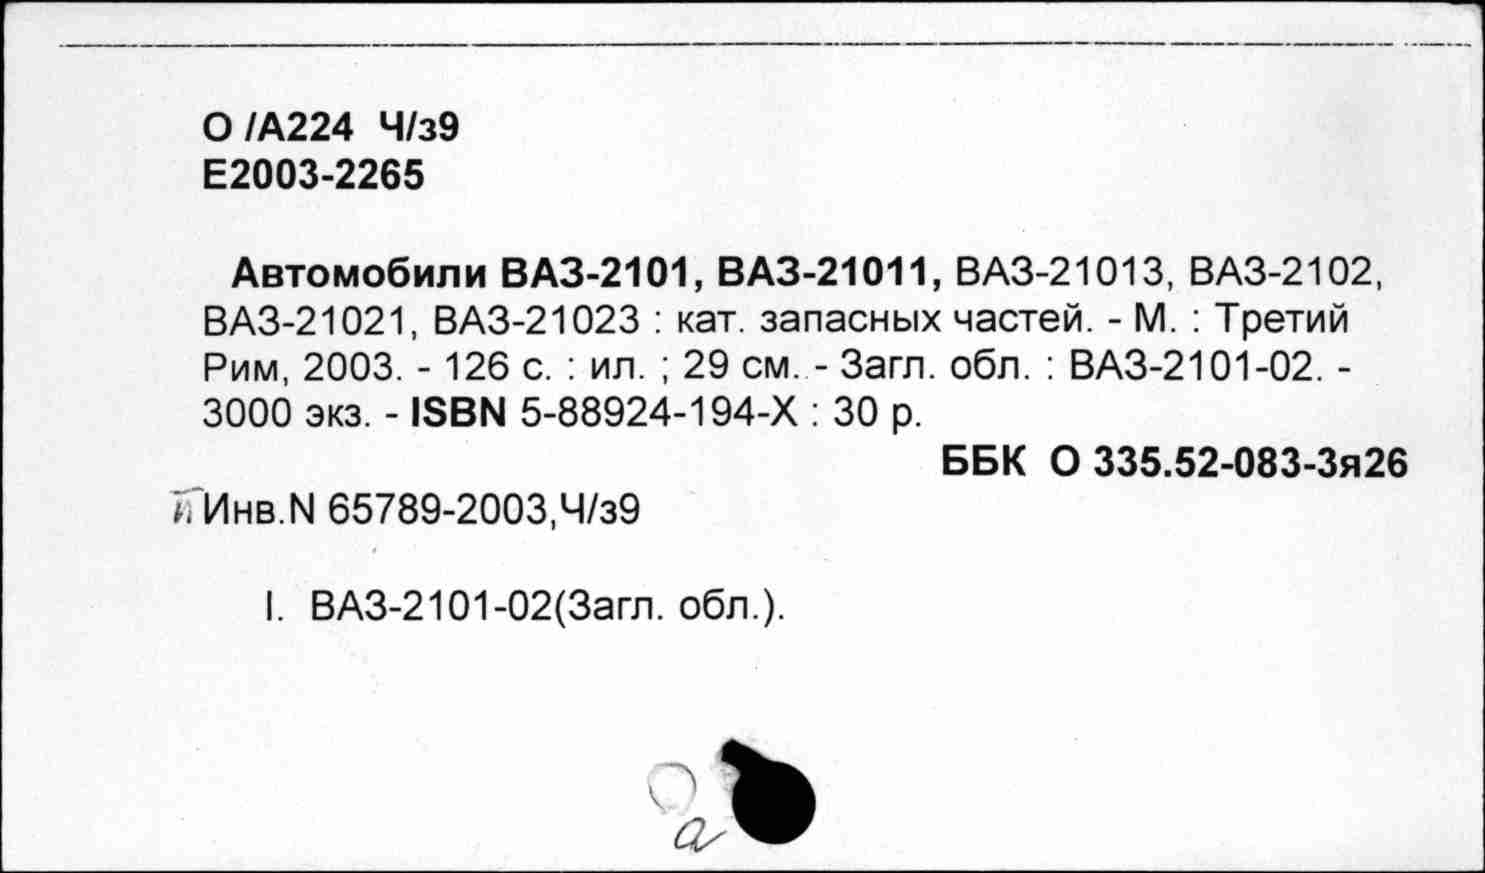 О /А224 Ч/з9
Е2003-2265
Автомобили ВАЗ-2101, ВАЗ-21011, ВАЗ-21013, ВАЗ-2102,
ВАЗ-21021, ВАЗ-21023 : кат. запасных частей. - М. : Третий
Рим, 2003. - 126 с. : ил. ; 29 см. - Загл. обл. : ВАЗ-2101-02. -
3000 экз. - ISBN 5-88924-194-Х : 30 р.
ББК О 335.52-083-3я26
Инв.N 65789-2003,Ч/з9
I. ВАЗ-2101-02(Загл. обл.).
а